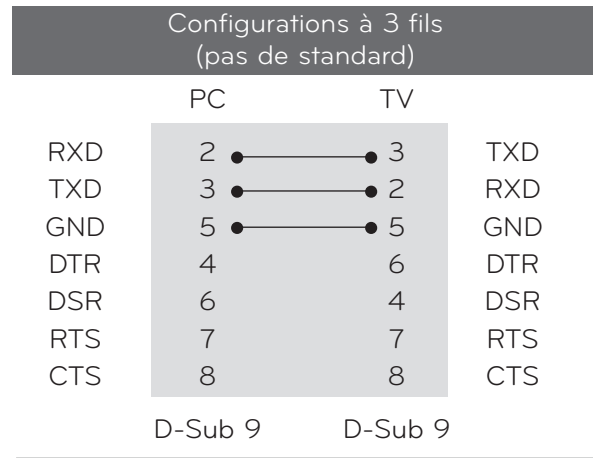 Configurations à 3 fils
(pas de standard)
PC TV
RXD 2 3 TXD
TXD 3 2 RXD
GND 5 5 GND
DTR 4 6 DTR
DSR 6 4 DSR
RTS 7 7 RTS
CTS 8 8 CTS
D-Sub 9 D-Sub 9